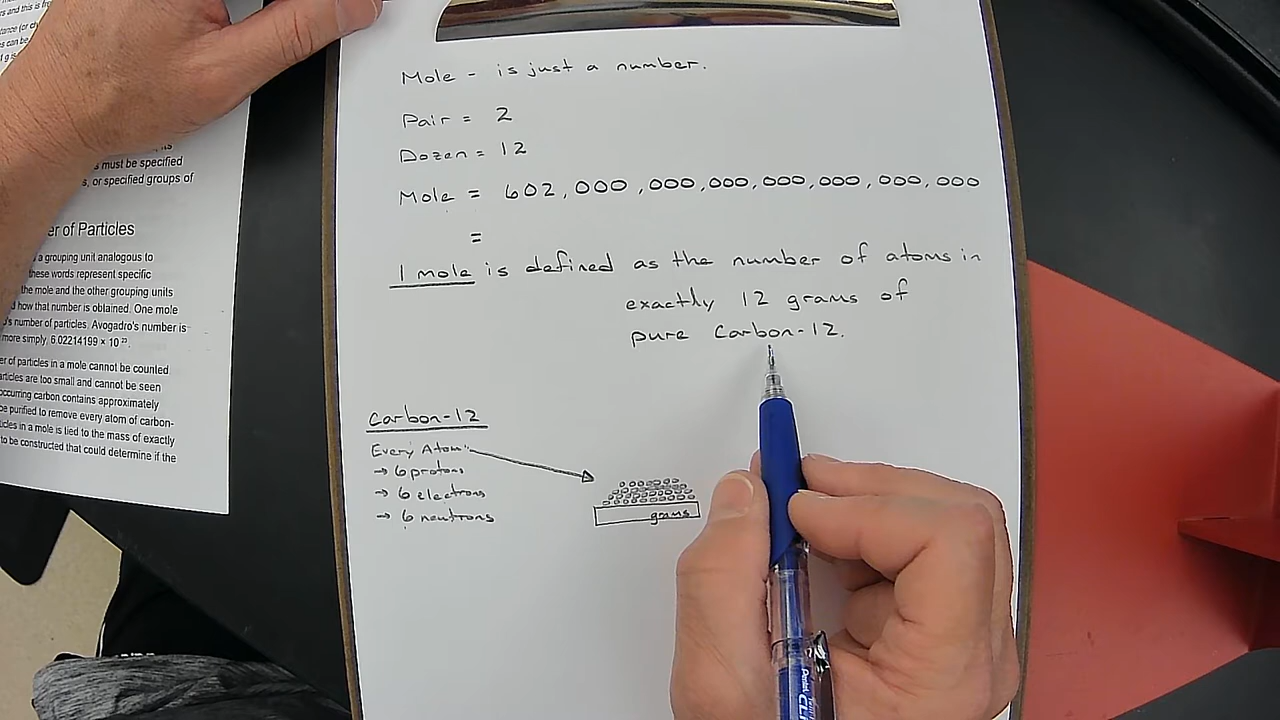 Mole - is just a number.
Pair = 2
Dozen = 12
Mole = 602,000,000,000,000,000,000,000
=
1 mole is defined as the number of atoms in
exactly 12 grams of
pure Carbon-12.
Carbon-12
Every Atom:
→ 6 protons
→ 6 electrons
→ 6 neutrons
grams
must be specified
s, or specified groups of
er of Particles
a grouping unit analogous to
these words represent specific
the mole and the other grouping units
d how that number is obtained. One mole
o's number of particles. Avogadro's number is
more simply 6.02214199 × 10²³.
er of particles in a mole cannot be counted
articles are too small and cannot be seen
occurring carbon contains approximately
be purified to remove every atom of carbon-
ticles in a mole is tied to the mass of exactly
to be constructed that could determine if the
Pentel